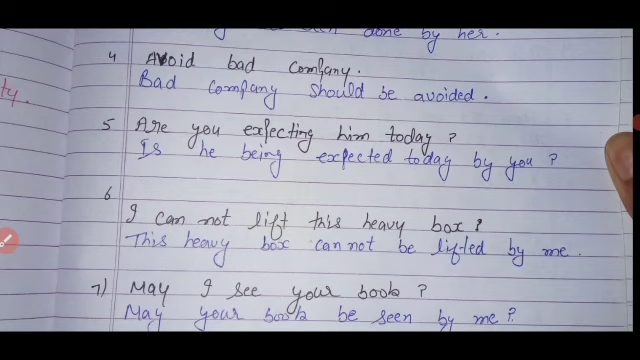 done by her.
4 Avoid bad company.
Bad company should be avoided.
ty.
5 Are you expecting him today?
Is he being expected today by you?
6
I can not lift this heavy box?
This heavy box can not be lifted by me.
7) May I see your book?
May your book be seen by me?